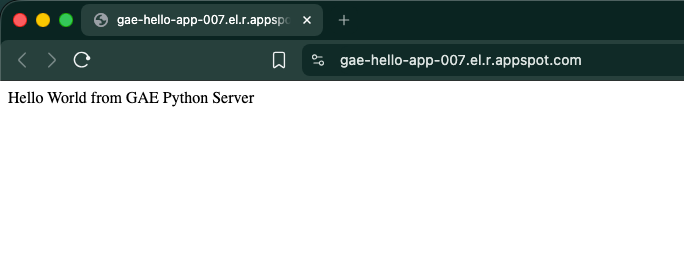 gae-hello-app-007.el.r.appspo
gae-hello-app-007.el.r.appspot.com
Hello World from GAE Python Server